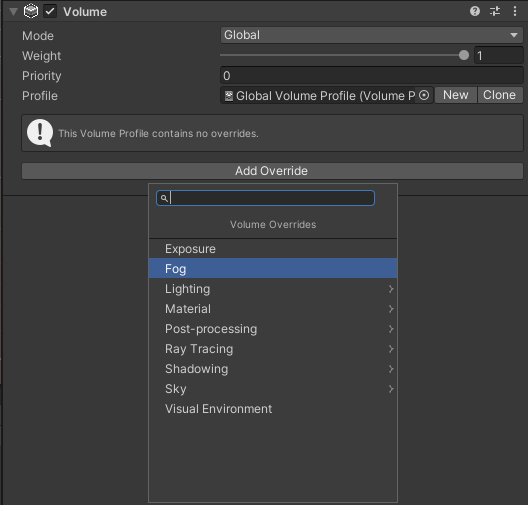 Volume
Mode Global
Weight 1
Priority 0
Profile Global Volume Profile (Volume P New Clone
This Volume Profile contains no overrides.
Add Override
Volume Overrides
Exposure
Fog
Lighting
Material
Post-processing
Ray Tracing
Shadowing
Sky
Visual Environment